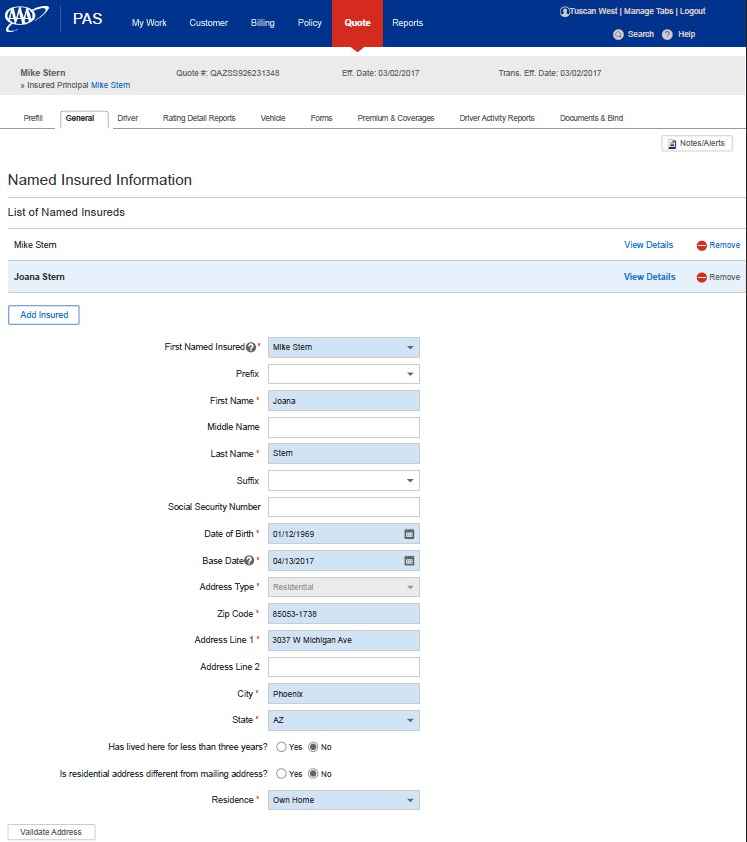 AAA PAS My Work Customer Billing Policy Quote Reports Tuscan West | Manage Tabs | Logout
Search ? Help
Mike Stern Quote #: QAZSS926231348 Eff. Date: 03/02/2017 Trans. Eff. Date: 03/02/2017
» Insured Principal Mike Stern
Prefill General Driver Rating Detail Reports Vehicle Forms Premium & Coverages Driver Activity Reports Documents & Bind
Notes/Alerts
Named Insured Information
List of Named Insureds
Mike Stern View Details Remove
Joana Stern View Details Remove
Add Insured
First Named Insured ? * Mike Stern
Prefix
First Name * Joana
Middle Name
Last Name * Stern
Suffix
Social Security Number
Date of Birth * 01/12/1969
Base Date ? * 04/13/2017
Address Type * Residential
Zip Code * 85053-1738
Address Line 1 * 3037 W Michigan Ave
Address Line 2
City * Phoenix
State * AZ
Has lived here for less than three years? Yes No
Is residential address different from mailing address? Yes No
Residence * Own Home
Validate Address